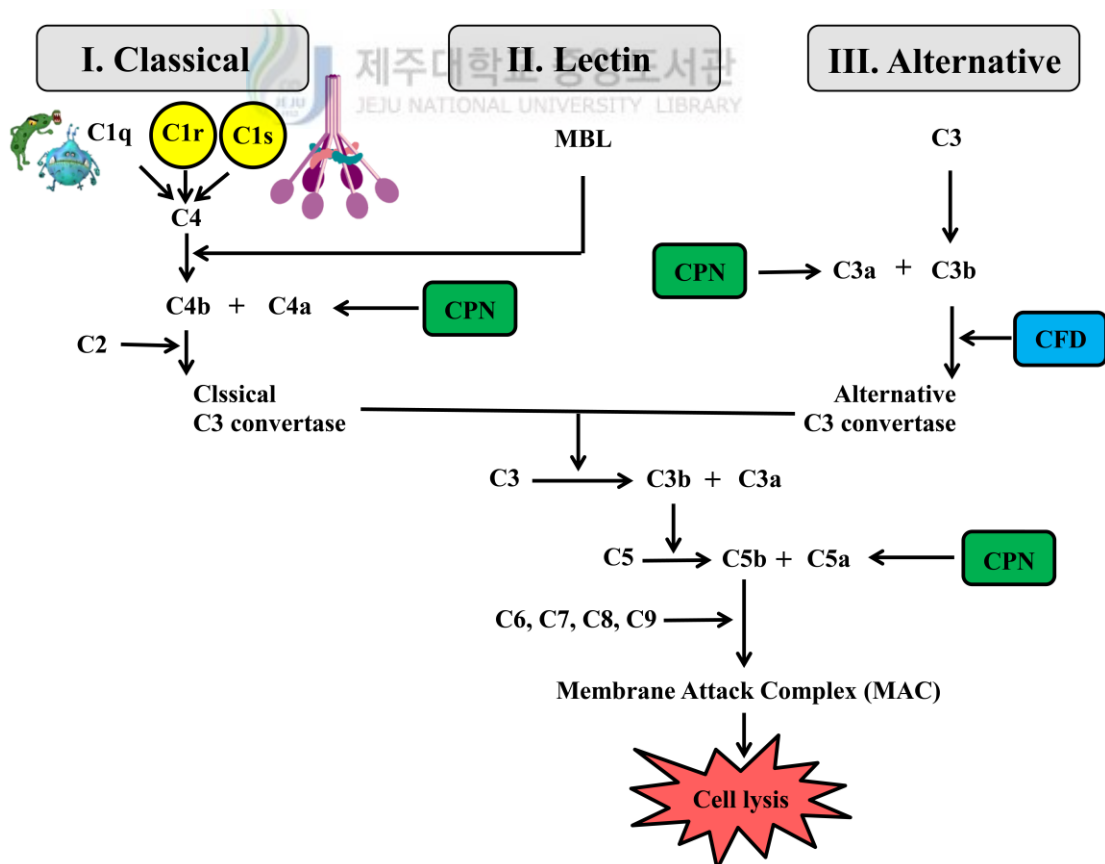 I. Classical
II. Lectin
III. Alternative
제주대학교 중앙도서관
JEJU NATIONAL UNIVERSITY LIBRARY
JEJU
1952
C1q
C1r
C1s
MBL
C3
C4
CPN
C3a + C3b
C4b + C4a
CPN
C2
CFD
Clssical
C3 convertase
Alternative
C3 convertase
C3
C3b + C3a
C5
C5b + C5a
CPN
C6, C7, C8, C9
Membrane Attack Complex (MAC)
Cell lysis